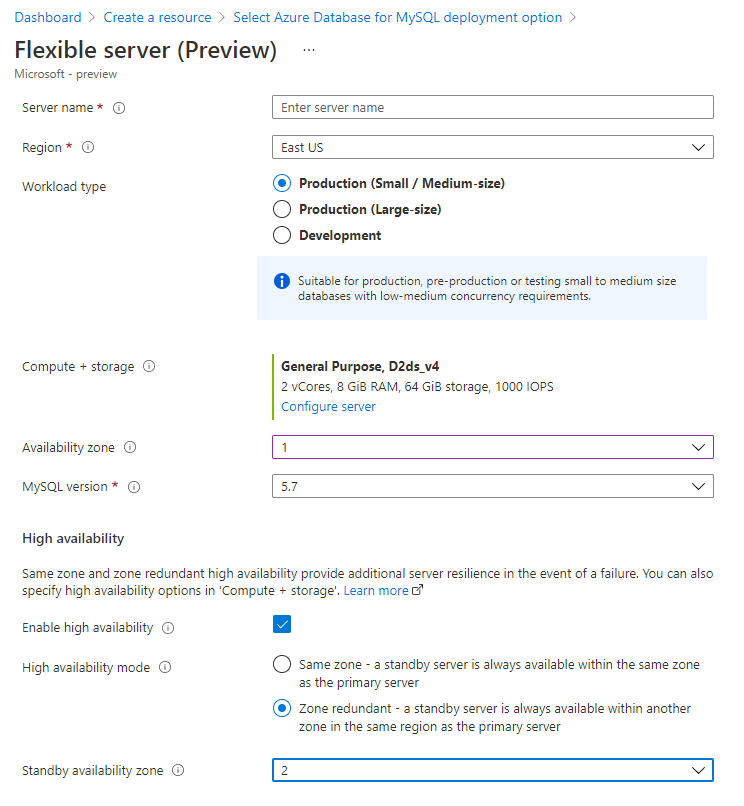 Dashboard > Create a resource > Select Azure Database for MySQL deployment option >
Flexible server (Preview) ...
Microsoft - preview
Server name *
Enter server name
Region *
East US
Workload type
Production (Small / Medium-size)
Production (Large-size)
Development
Suitable for production, pre-production or testing small to medium size
databases with low-medium concurrency requirements.
Compute + storage
General Purpose, D2ds_v4
2 vCores, 8 GiB RAM, 64 GiB storage, 1000 IOPS
Configure server
Availability zone
1
MySQL version *
5.7
High availability
Same zone and zone redundant high availability provide additional server resilience in the event of a failure. You can also
specify high availability options in 'Compute + storage'. Learn more
Enable high availability
High availability mode
Same zone - a standby server is always available within the same zone
as the primary server
Zone redundant - a standby server is always available within another
zone in the same region as the primary server
Standby availability zone
2